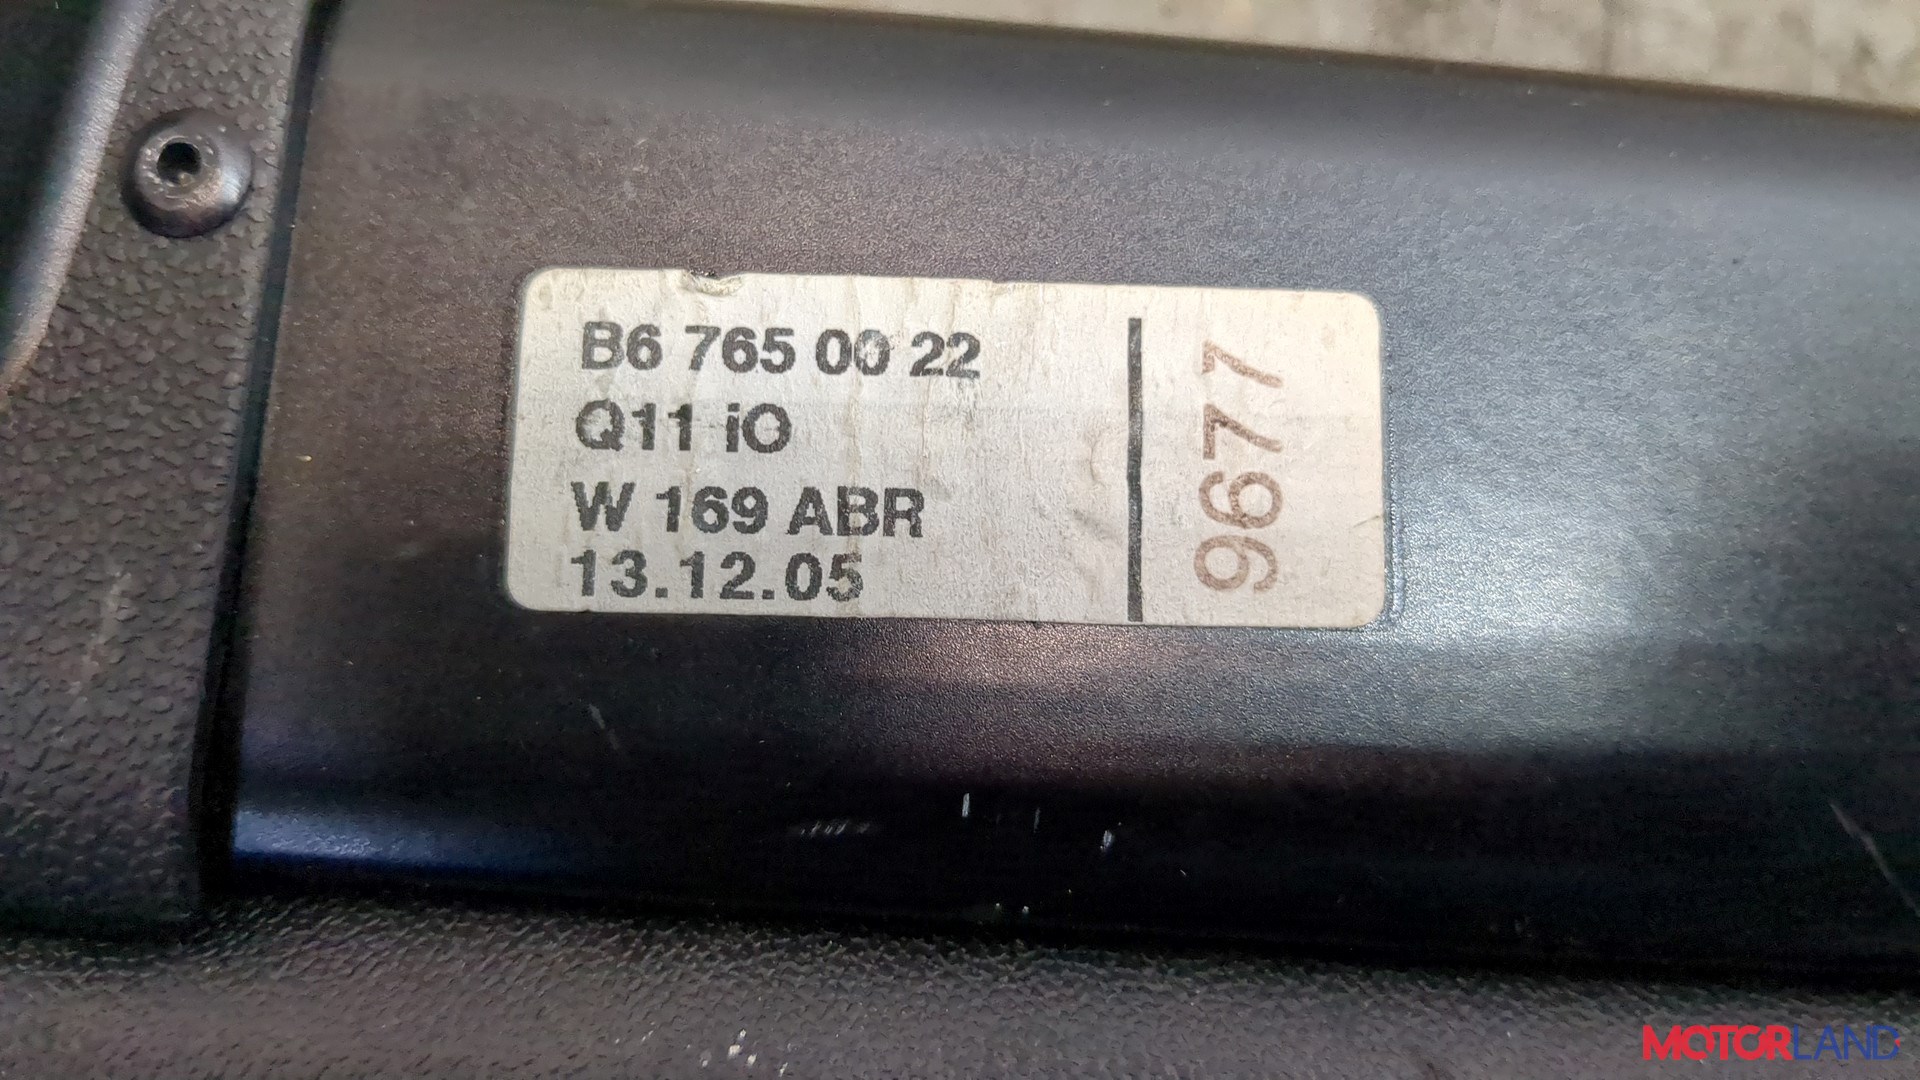 B6 765 00 22
Q11 iO
W 169 ABR
13.12.05
9677
MOTORLAND